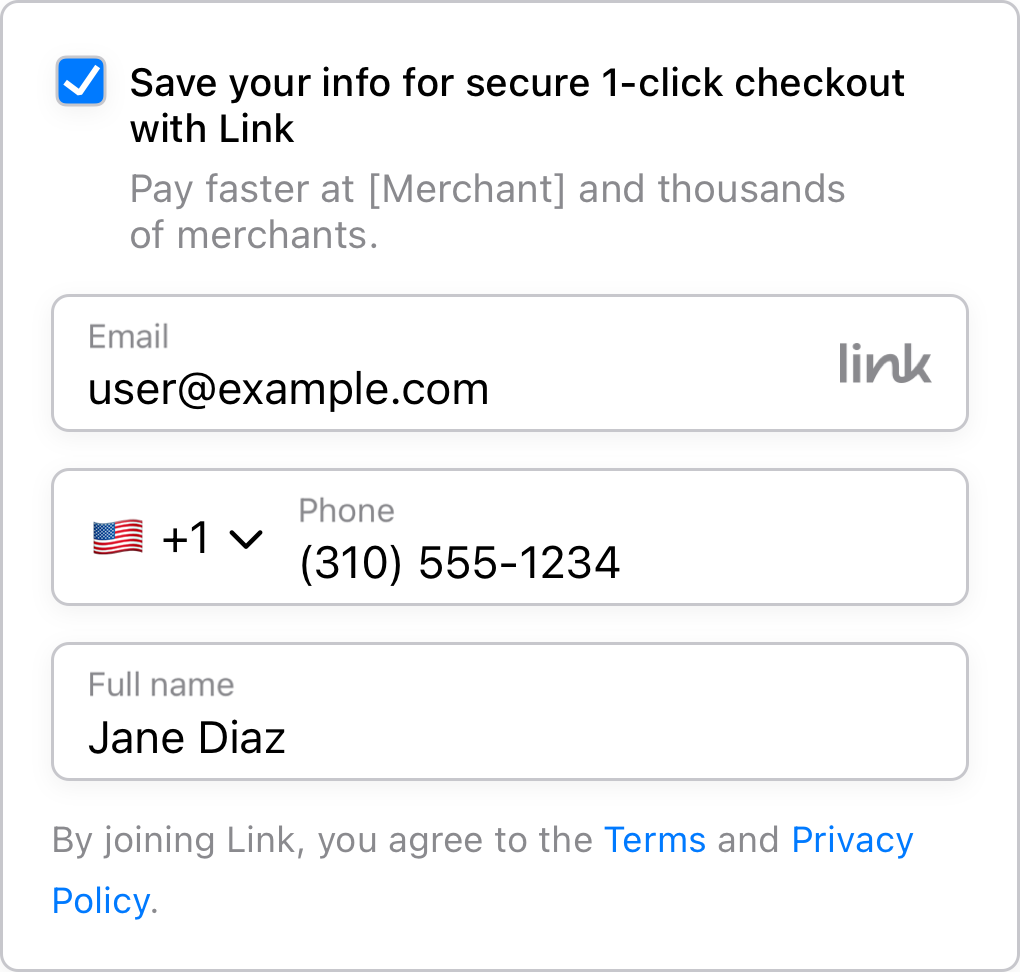 Save your info for secure 1-click checkout
with Link
Pay faster at [Merchant] and thousands
of merchants.
Email
user@example.com
link
+1
Phone
(310) 555-1234
Full name
Jane Diaz
By joining Link, you agree to the Terms and Privacy
Policy.